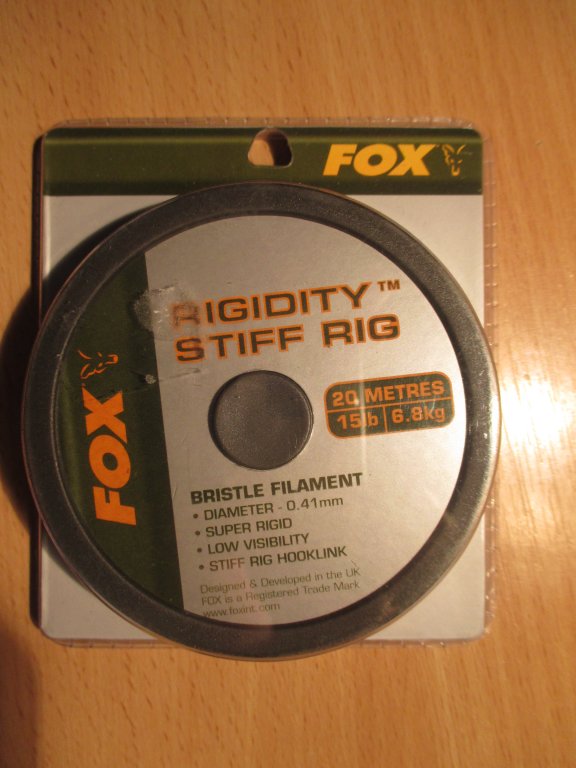 FOX
RIGIDITY™
STIFF RIG
20 METRES
15lb 6.8kg
FOX
BRISTLE FILAMENT
• DIAMETER - 0.41mm
• SUPER RIGID
• LOW VISIBILITY
• STIFF RIG HOOKLINK
Designed & Developed in the UK
FOX is a Registered Trade Mark
www.foxint.com